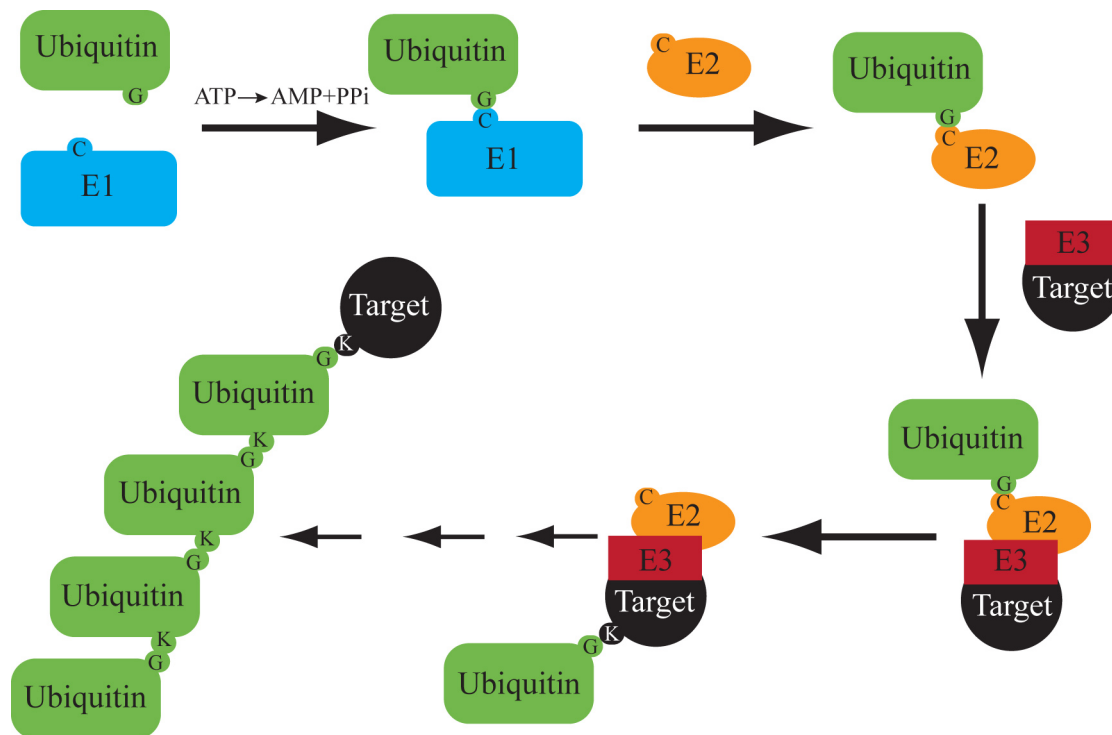 Ubiquitin
G
C
E1
ATP→AMP+PPi
Ubiquitin
G
C
E1
C
E2
Ubiquitin
G
C
E2
E3
Target
Ubiquitin
G
C
E2
E3
Target
C
E2
E3
Target
K
G
Ubiquitin
Target
K
G
Ubiquitin
K
G
Ubiquitin
K
G
Ubiquitin
K
G
Ubiquitin